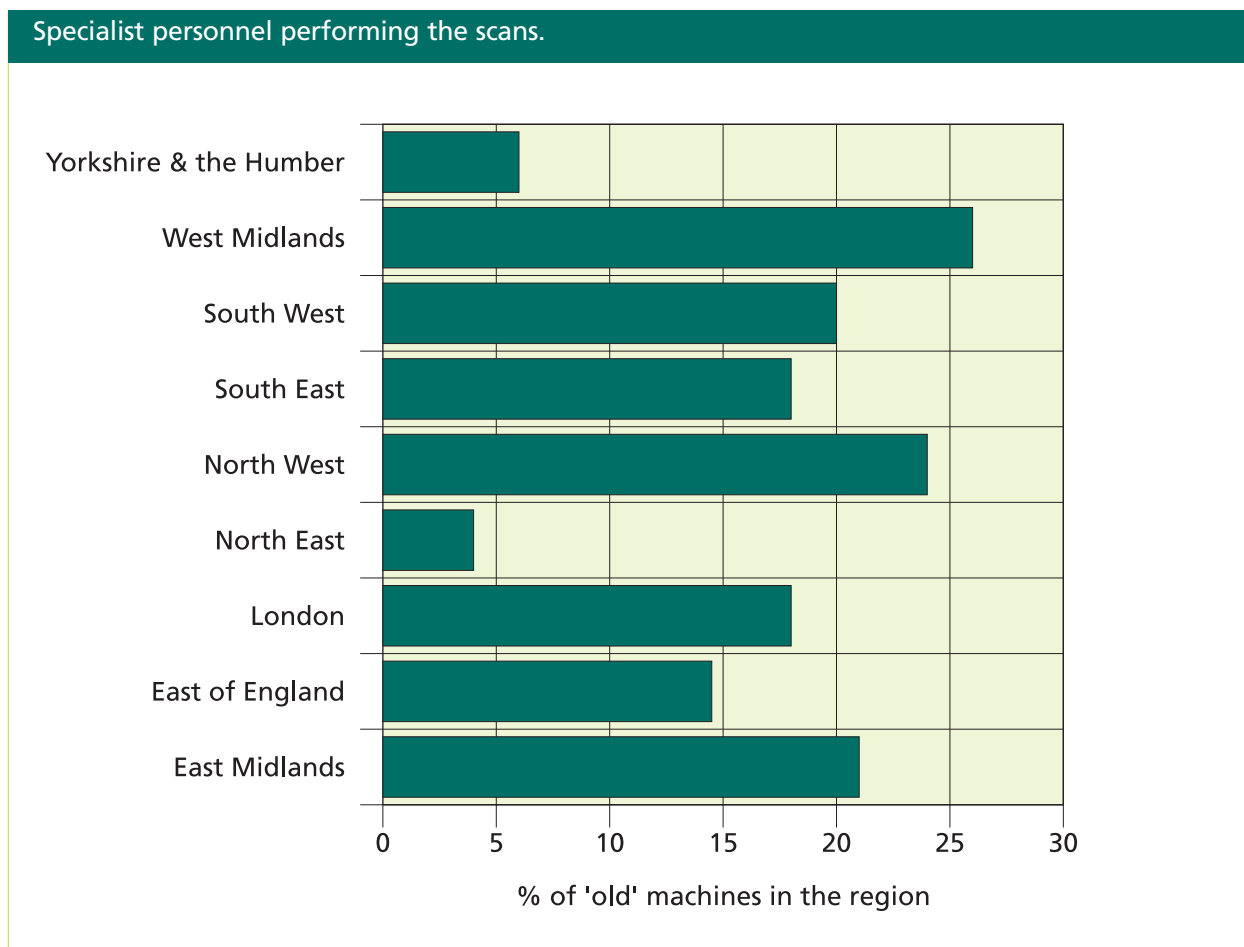 Specialist personnel performing the scans.
Yorkshire & the Humber
West Midlands
South West
South East
North West
North East
London
East of England
East Midlands
0 5 10 15 20 25 30
% of 'old' machines in the region